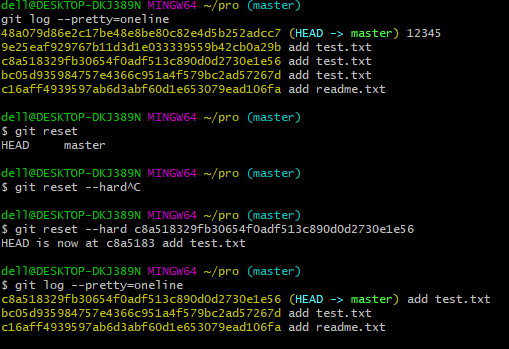 dell@DESKTOP-DKJ389N MINGW64 ~/pro (master)
git log --pretty=oneline
48a079d86e2c17be48e8be80c82e4d5b252adcc7 (HEAD -> master) 12345
9e25eaf929767b11d3d1e033339559b42cb0a29b add test.txt
c8a518329fb30654f0adf513c890d0d2730e1e56 add test.txt
bc05d935984757e4366c951a4f579bc2ad57267d add test.txt
c16aff4939597ab6d3abf60d1e653079ead106fa add readme.txt
dell@DESKTOP-DKJ389N MINGW64 ~/pro (master)
$ git reset
HEAD master
dell@DESKTOP-DKJ389N MINGW64 ~/pro (master)
$ git reset --hard^C
dell@DESKTOP-DKJ389N MINGW64 ~/pro (master)
$ git reset --hard c8a518329fb30654f0adf513c890d0d2730e1e56
HEAD is now at c8a5183 add test.txt
dell@DESKTOP-DKJ389N MINGW64 ~/pro (master)
$ git log --pretty=oneline
c8a518329fb30654f0adf513c890d0d2730e1e56 (HEAD -> master) add test.txt
bc05d935984757e4366c951a4f579bc2ad57267d add test.txt
c16aff4939597ab6d3abf60d1e653079ead106fa add readme.txt